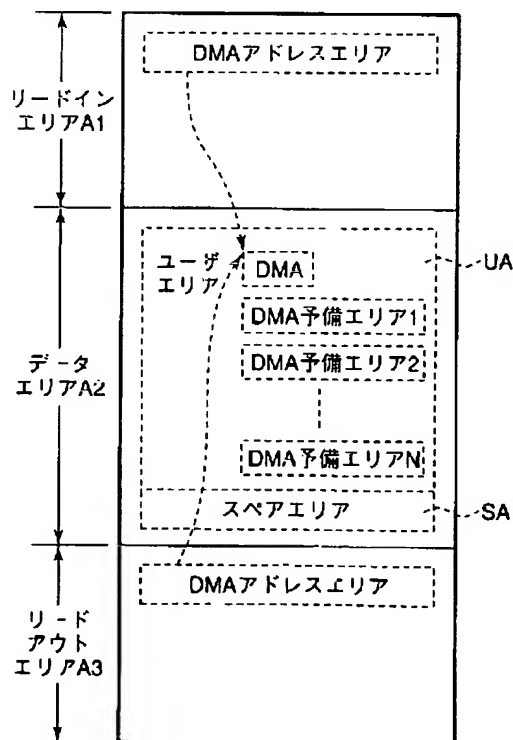 DMAアドレスエリア
リードイン
エリアA1
ユーザ
エリア
DMA
UA
DMA予備エリア1
DMA予備エリア2
データ
エリアA2
DMA予備エリアN
スペアエリア
SA
DMAアドレスエリア
リード
アウト
エリアA3